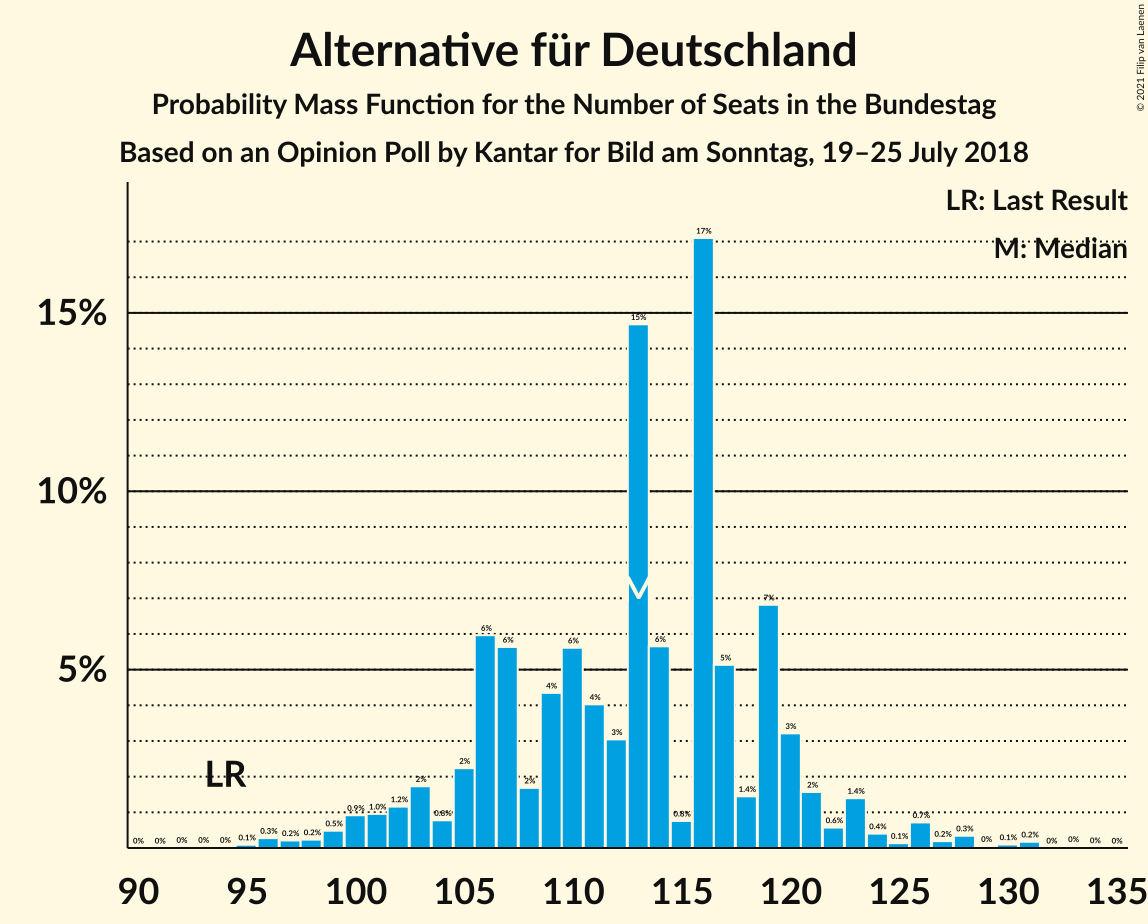 © 2021 Filip van Laenen
Alternative für Deutschland
Probability Mass Function for the Number of Seats in the Bundestag
Based on an Opinion Poll by Kantar for Bild am Sonntag, 19–25 July 2018
LR: Last Result
M: Median
15%
10%
5%
LR
0% 0% 0% 0% 0% 0.1% 0.3% 0.2% 0.2% 0.5% 0.9% 1.0% 1.2% 2% 0.8% 2% 6% 6% 2% 4% 6% 4% 3% 15% 6% 0.8% 17% 5% 1.4% 7% 3% 2% 0.6% 1.4% 0.4% 0.1% 0.7% 0.2% 0.3% 0% 0.1% 0.2% 0% 0% 0% 0%
90 95 100 105 110 115 120 125 130 135